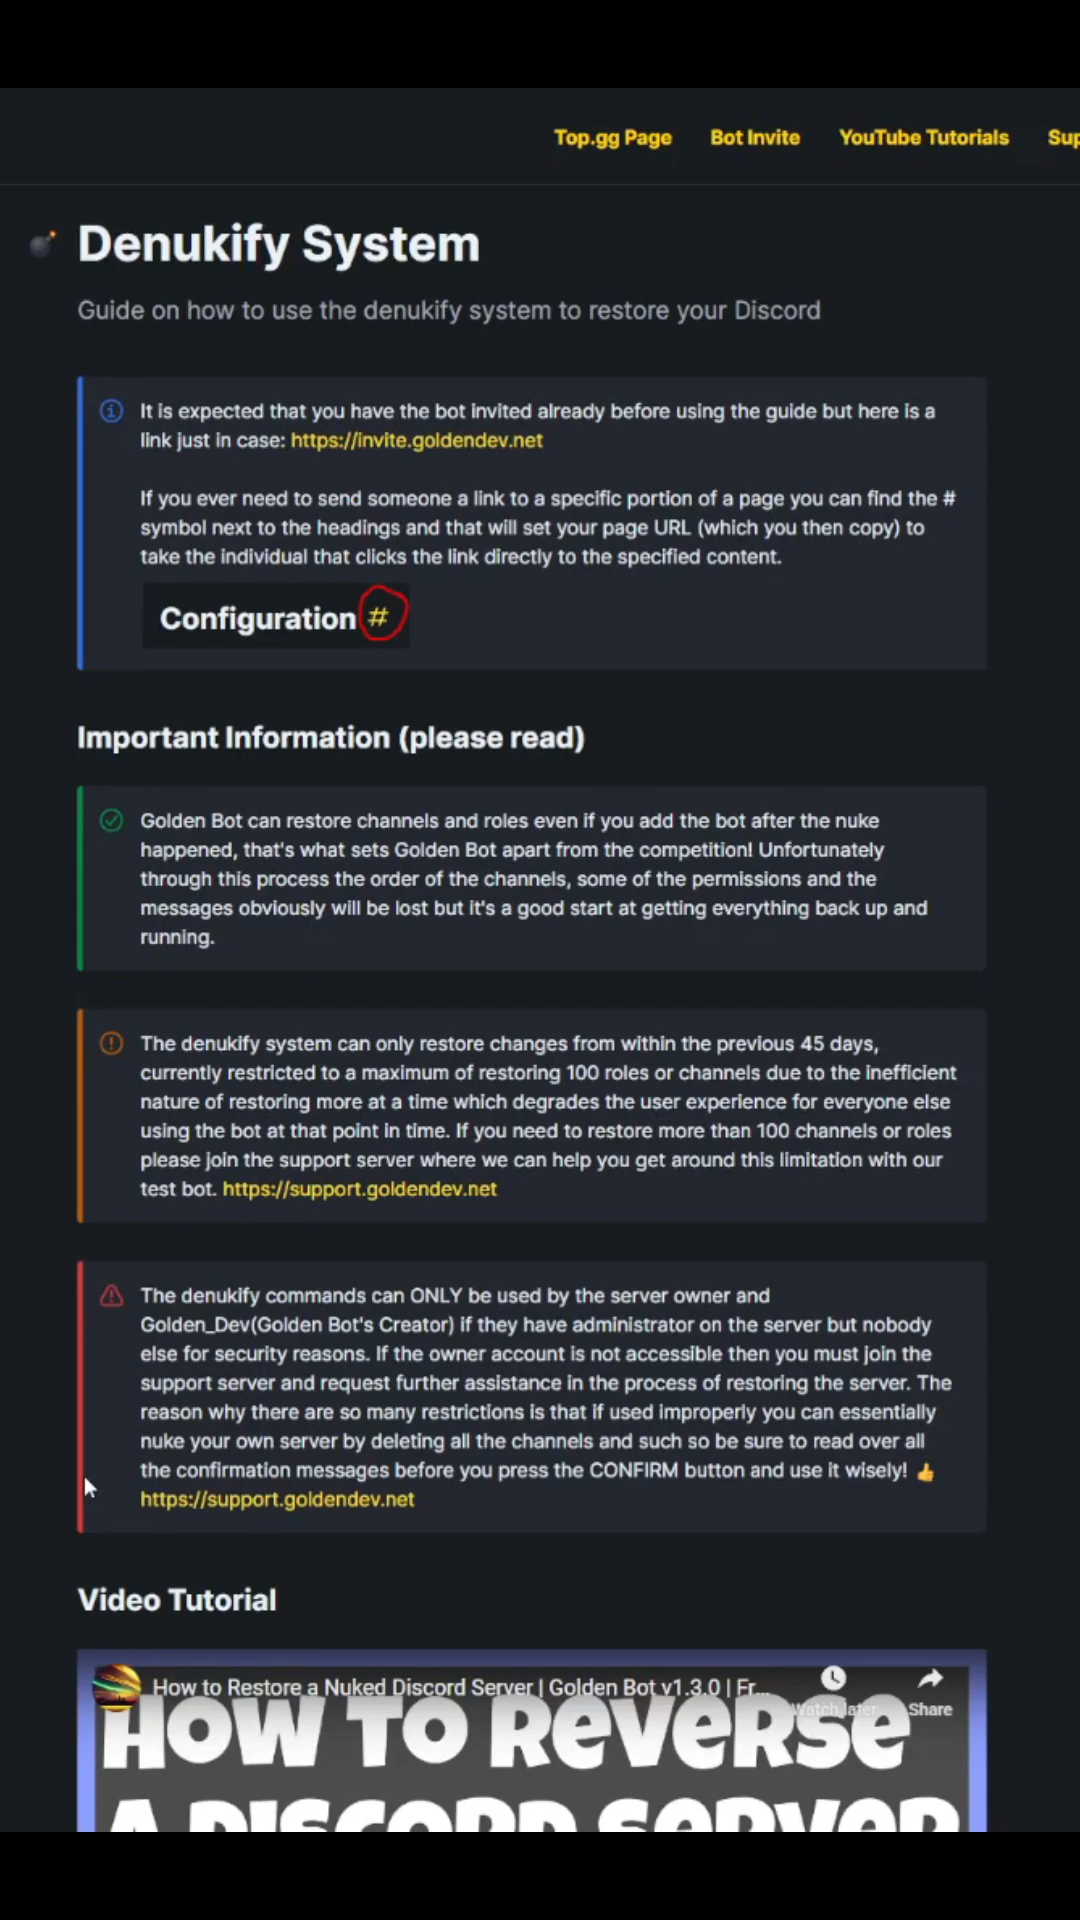 Top.gg Page Bot Invite YouTube Tutorials Sup
Denukify System
Guide on how to use the denukify system to restore your Discord
It is expected that you have the bot invited already before using the guide but here is a
link just in case: https://invite.goldendev.net
If you ever need to send someone a link to a specific portion of a page you can find the #
symbol next to the headings and that will set your page URL (which you then copy) to
take the individual that clicks the link directly to the specified content.
Configuration #
Important Information (please read)
Golden Bot can restore channels and roles even if you add the bot after the nuke
happened, that's what sets Golden Bot apart from the competition! Unfortunately
through this process the order of the channels, some of the permissions and the
messages obviously will be lost but it's a good start at getting everything back up and
running.
The denukify system can only restore changes from within the previous 45 days,
currently restricted to a maximum of restoring 100 roles or channels due to the inefficient
nature of restoring more at a time which degrades the user experience for everyone else
using the bot at that point in time. If you need to restore more than 100 channels or roles
please join the support server where we can help you get around this limitation with our
test bot. https://support.goldendev.net
The denukify commands can ONLY be used by the server owner and
Golden_Dev(Golden Bot's Creator) if they have administrator on the server but nobody
else for security reasons. If the owner account is not accessible then you must join the
support server and request further assistance in the process of restoring the server. The
reason why there are so many restrictions is that if used improperly you can essentially
nuke your own server by deleting all the channels and such so be sure to read over all
the confirmation messages before you press the CONFIRM button and use it wisely! 👍
https://support.goldendev.net
Video Tutorial
How to Restore a Nuked Discord Server | Golden Bot v1.3.0 | Fr...
Watch later Share
HOW TO REVERSE
A DISCORD SERVER